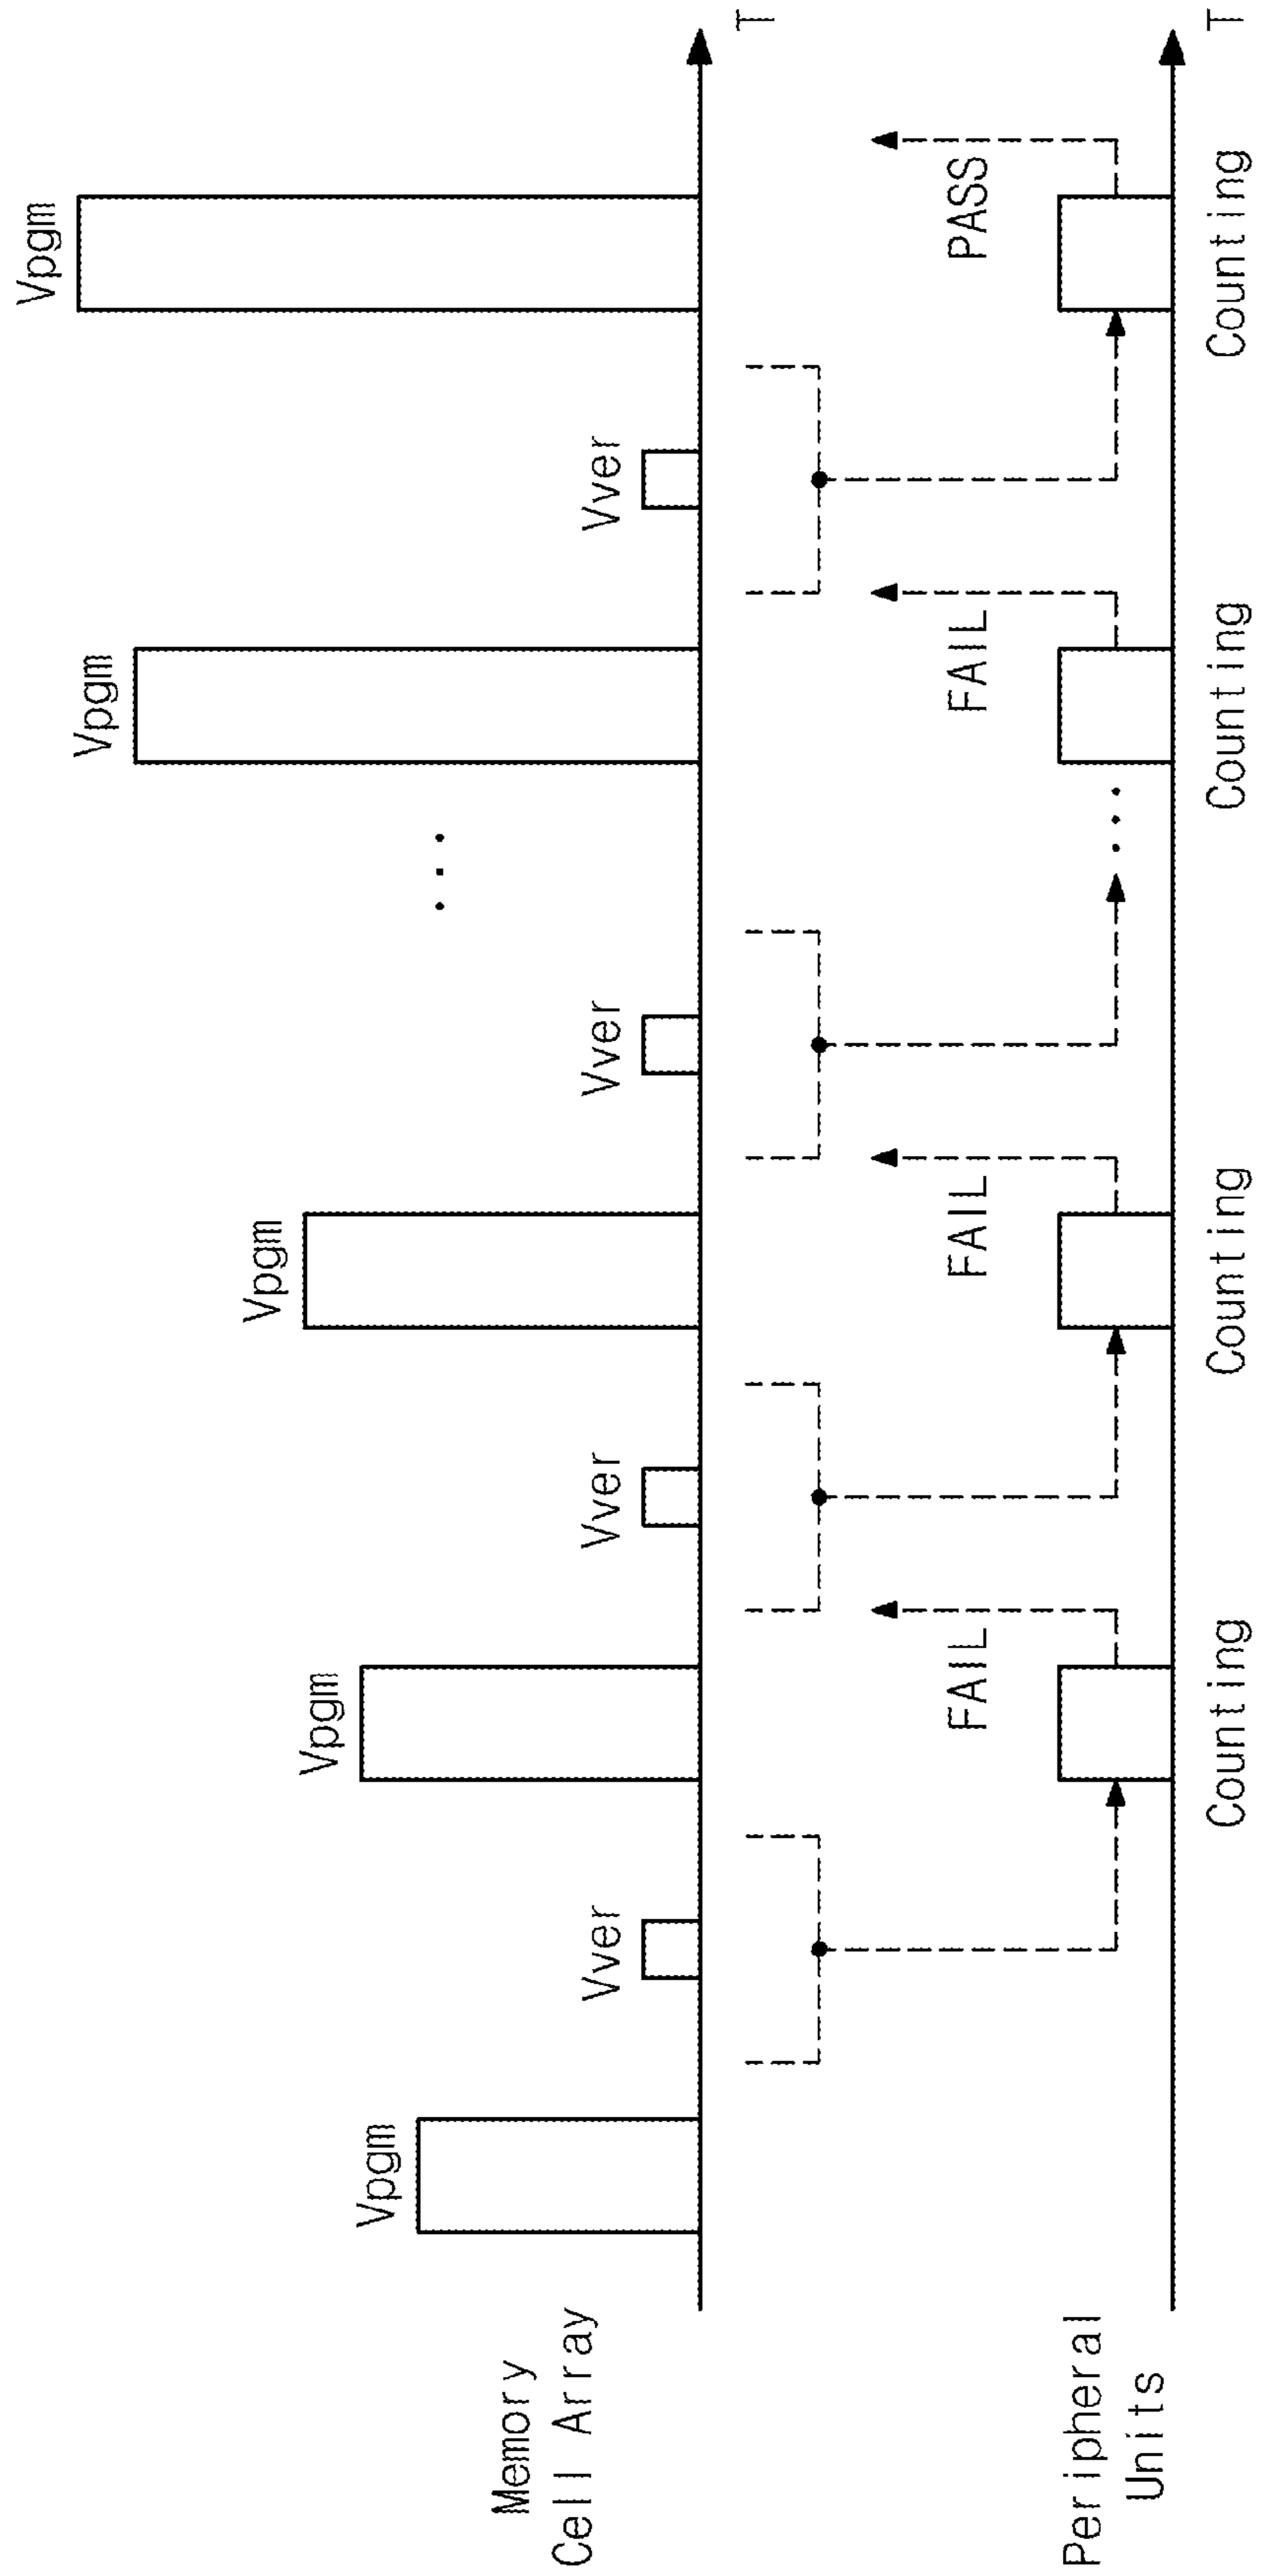 Vpgm
Vpgm
Vpgm
Vpgm
Vpgm
Memory
Cell Array
Vver
Vver
Vver
Vver
T
FAIL
FAIL
FAIL
PASS
Peripheral
Units
T
Counting
Counting
Counting
Counting